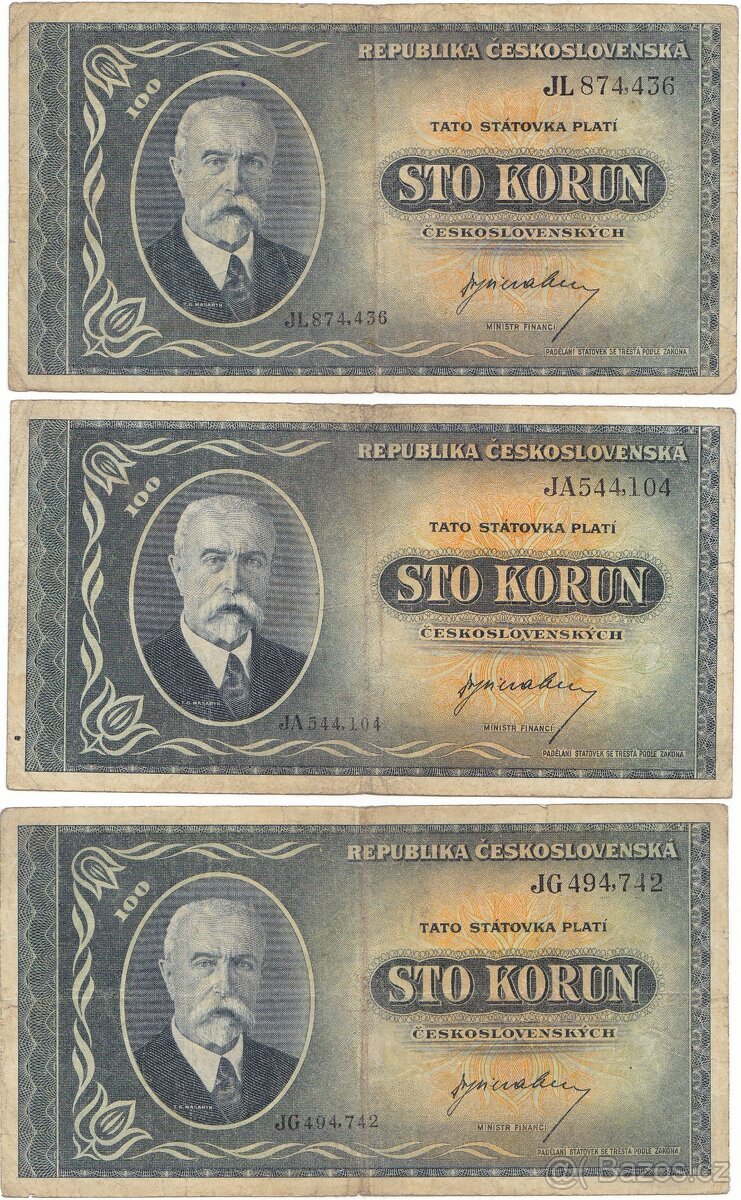 REPUBLIKA ČESKOSLOVENSKÁ
JL 874,436
100
TATO STÁTOVKA PLATÍ
STO KORUN
ČESKOSLOVENSKÝCH
T. G. MASARYK
JL 874,436
MINISTR FINANCÍ
PADĚLÁNÍ STÁTOVEK SE TRESTÁ PODLE ZÁKONA
REPUBLIKA ČESKOSLOVENSKÁ
JA 544,104
100
TATO STÁTOVKA PLATÍ
STO KORUN
ČESKOSLOVENSKÝCH
T. G. MASARYK
JA 544,104
MINISTR FINANCÍ
PADĚLÁNÍ STÁTOVEK SE TRESTÁ PODLE ZÁKONA
REPUBLIKA ČESKOSLOVENSKÁ
JG 494,742
100
TATO STÁTOVKA PLATÍ
STO KORUN
ČESKOSLOVENSKÝCH
T. G. MASARYK
JG 494,742
MINISTR FINANCÍ
PADĚLÁNÍ STÁTOVEK SE TRESTÁ PODLE ZÁKONA
Bazos.cz